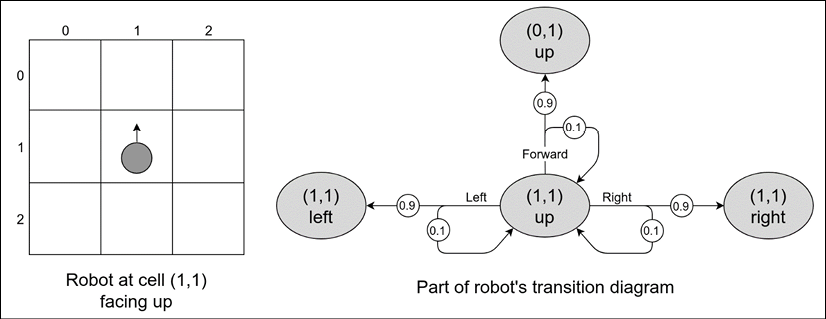 0 1 2
0
1
2
Robot at cell (1,1)
facing up
(0,1)
up
0.9
0.1
Forward
(1,1)
left
0.9
Left
0.1
(1,1)
up
Right
0.9
0.1
(1,1)
right
Part of robot's transition diagram